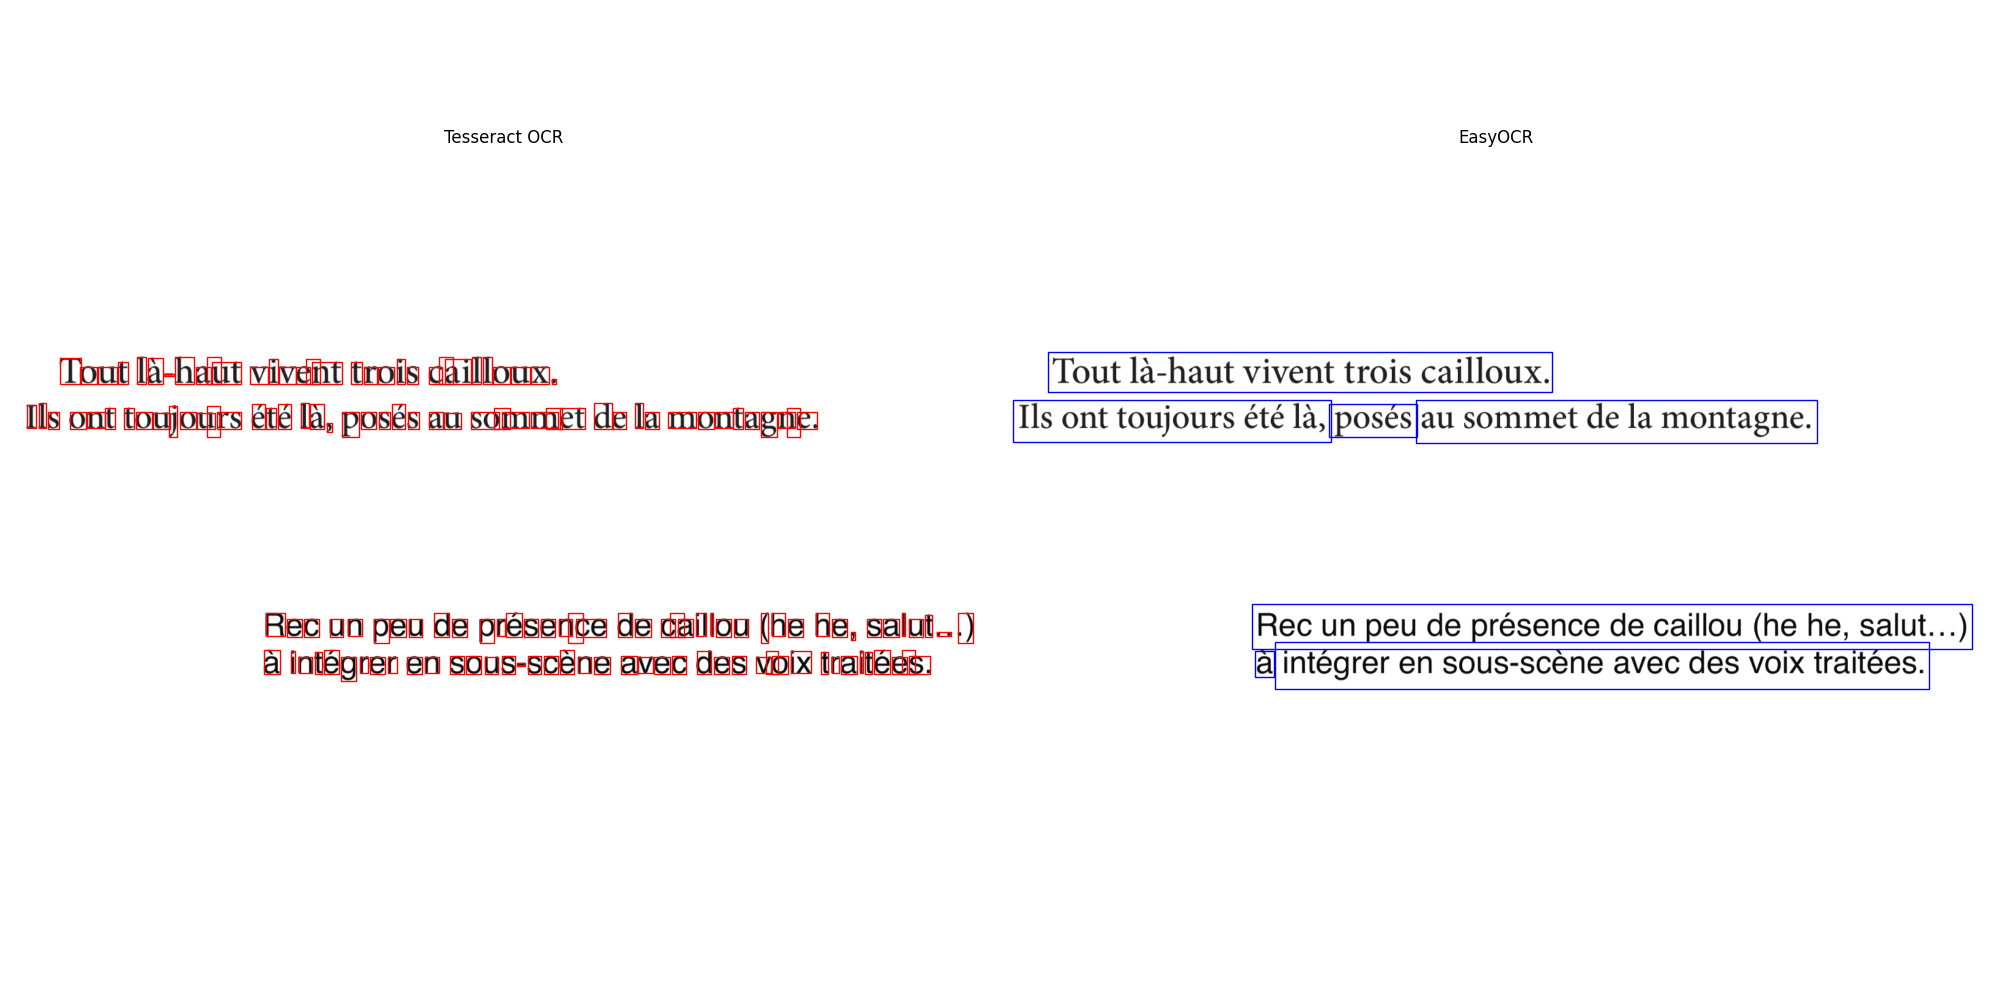 Tesseract OCR
Tout là-haut vivent trois cailloux.
Ils ont toujours été là, posés au sommet de la montagne.
Rec un peu de présence de caillou (he he, salut…)
à intégrer en sous-scène avec des voix traitées.
EasyOCR
Tout là-haut vivent trois cailloux.
Ils ont toujours été là, posés au sommet de la montagne.
Rec un peu de présence de caillou (he he, salut…)
à intégrer en sous-scène avec des voix traitées.